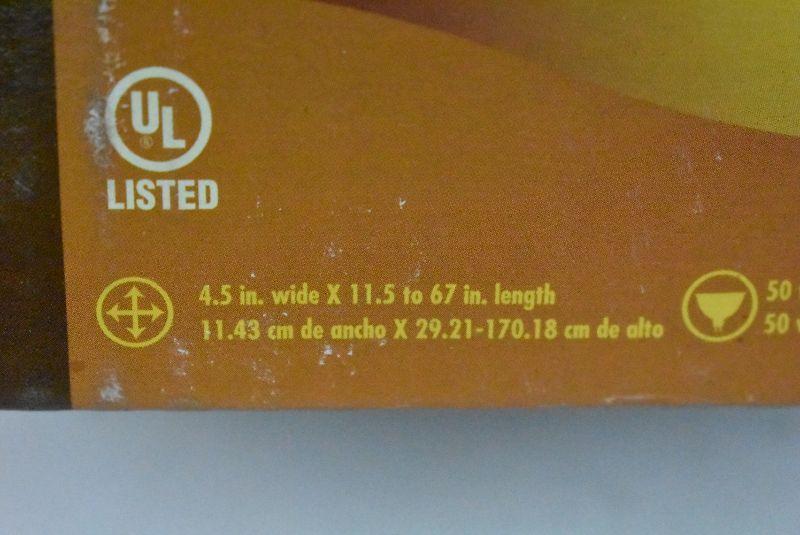 UL
®
LISTED
4.5 in. wide X 11.5 to 67 in. length
11.43 cm de ancho X 29.21-170.18 cm de alto
50
50